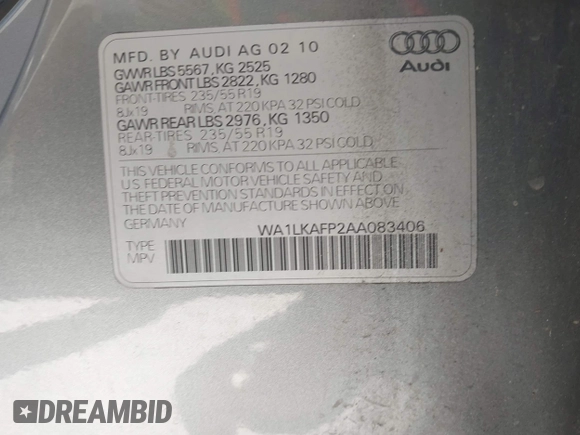 MFD. BY AUDI AG 02 10
GVWR LBS 5567, KG 2525
GAWR FRONT LBS 2822, KG 1280
FRONT-TIRES 235/55 R19
8Jx19 RIMS, AT 220 KPA 32 PSI COLD
GAWR REAR LBS 2976, KG 1350
REAR-TIRES 235/55 R19
8Jx19 RIMS, AT 220 KPA 32 PSI COLD
Audi
THIS VEHICLE CONFORMS TO ALL APPLICABLE
U.S. FEDERAL MOTOR VEHICLE SAFETY AND
THEFT PREVENTION STANDARDS IN EFFECT ON
THE DATE OF MANUFACTURE SHOWN ABOVE
GERMANY
WA1LKAFP2AA083406
TYPE
MPV
DREAMBID